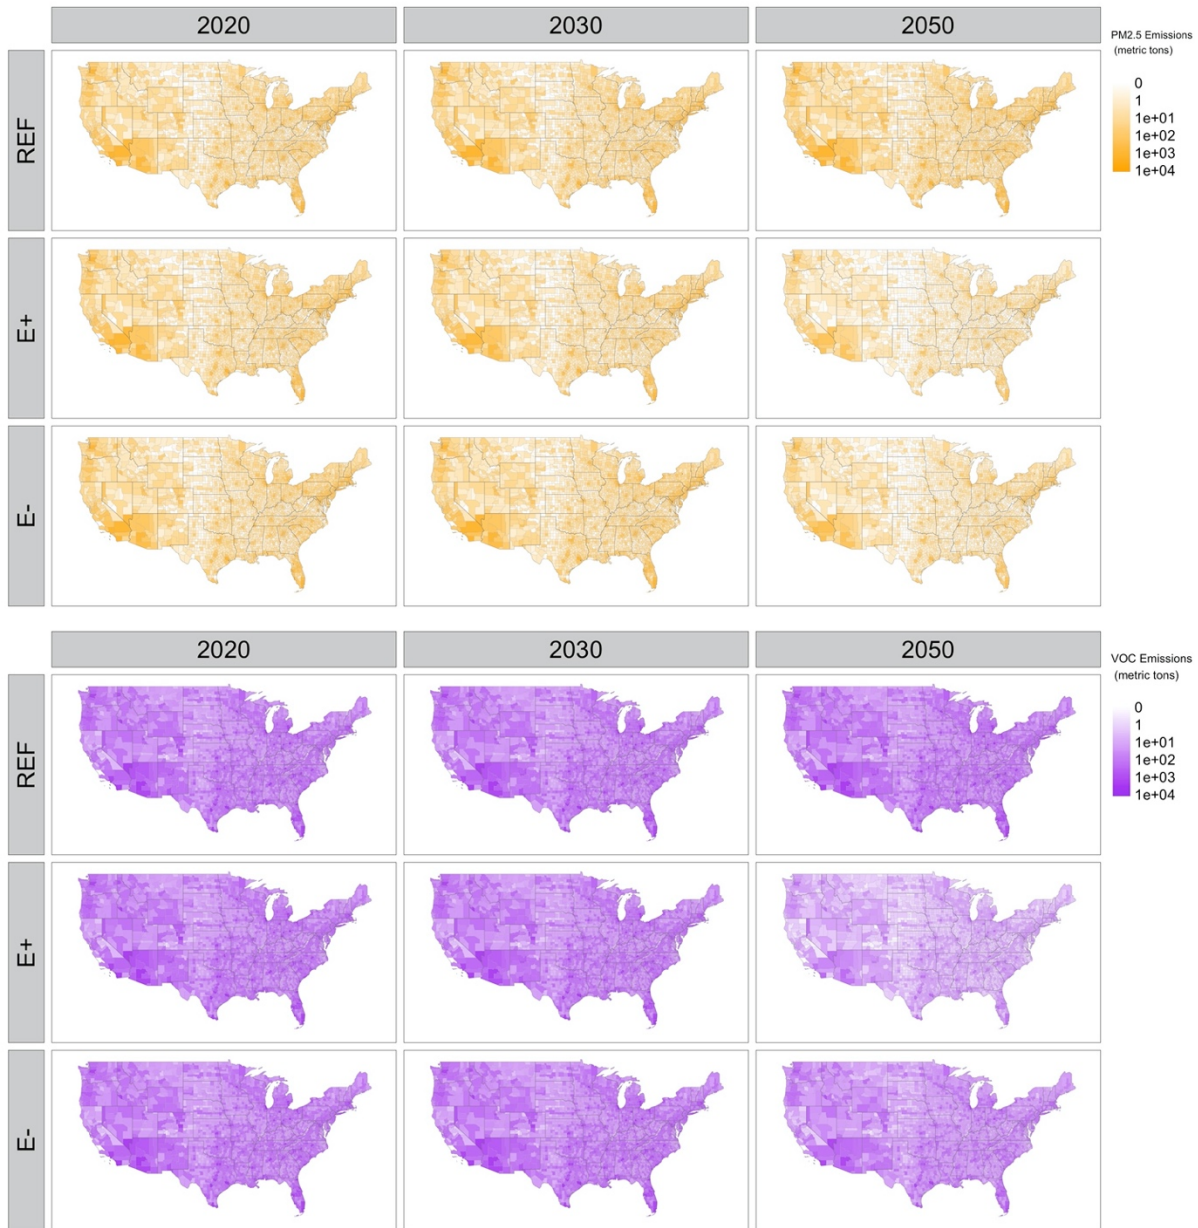 2020 2030 2050
PM2.5 Emissions
(metric tons)
0
1
1e+01
1e+02
1e+03
1e+04
REF
E+
E-
2020 2030 2050
VOC Emissions
(metric tons)
0
1
1e+01
1e+02
1e+03
1e+04
REF
E+
E-